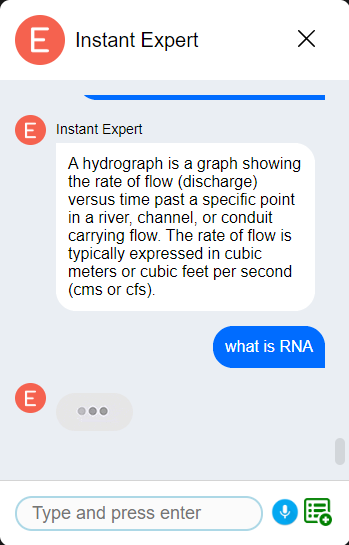 E Instant Expert
E Instant Expert
A hydrograph is a graph showing
the rate of flow (discharge)
versus time past a specific point
in a river, channel, or conduit
carrying flow. The rate of flow is
typically expressed in cubic
meters or cubic feet per second
(cms or cfs).
what is RNA
E
Type and press enter